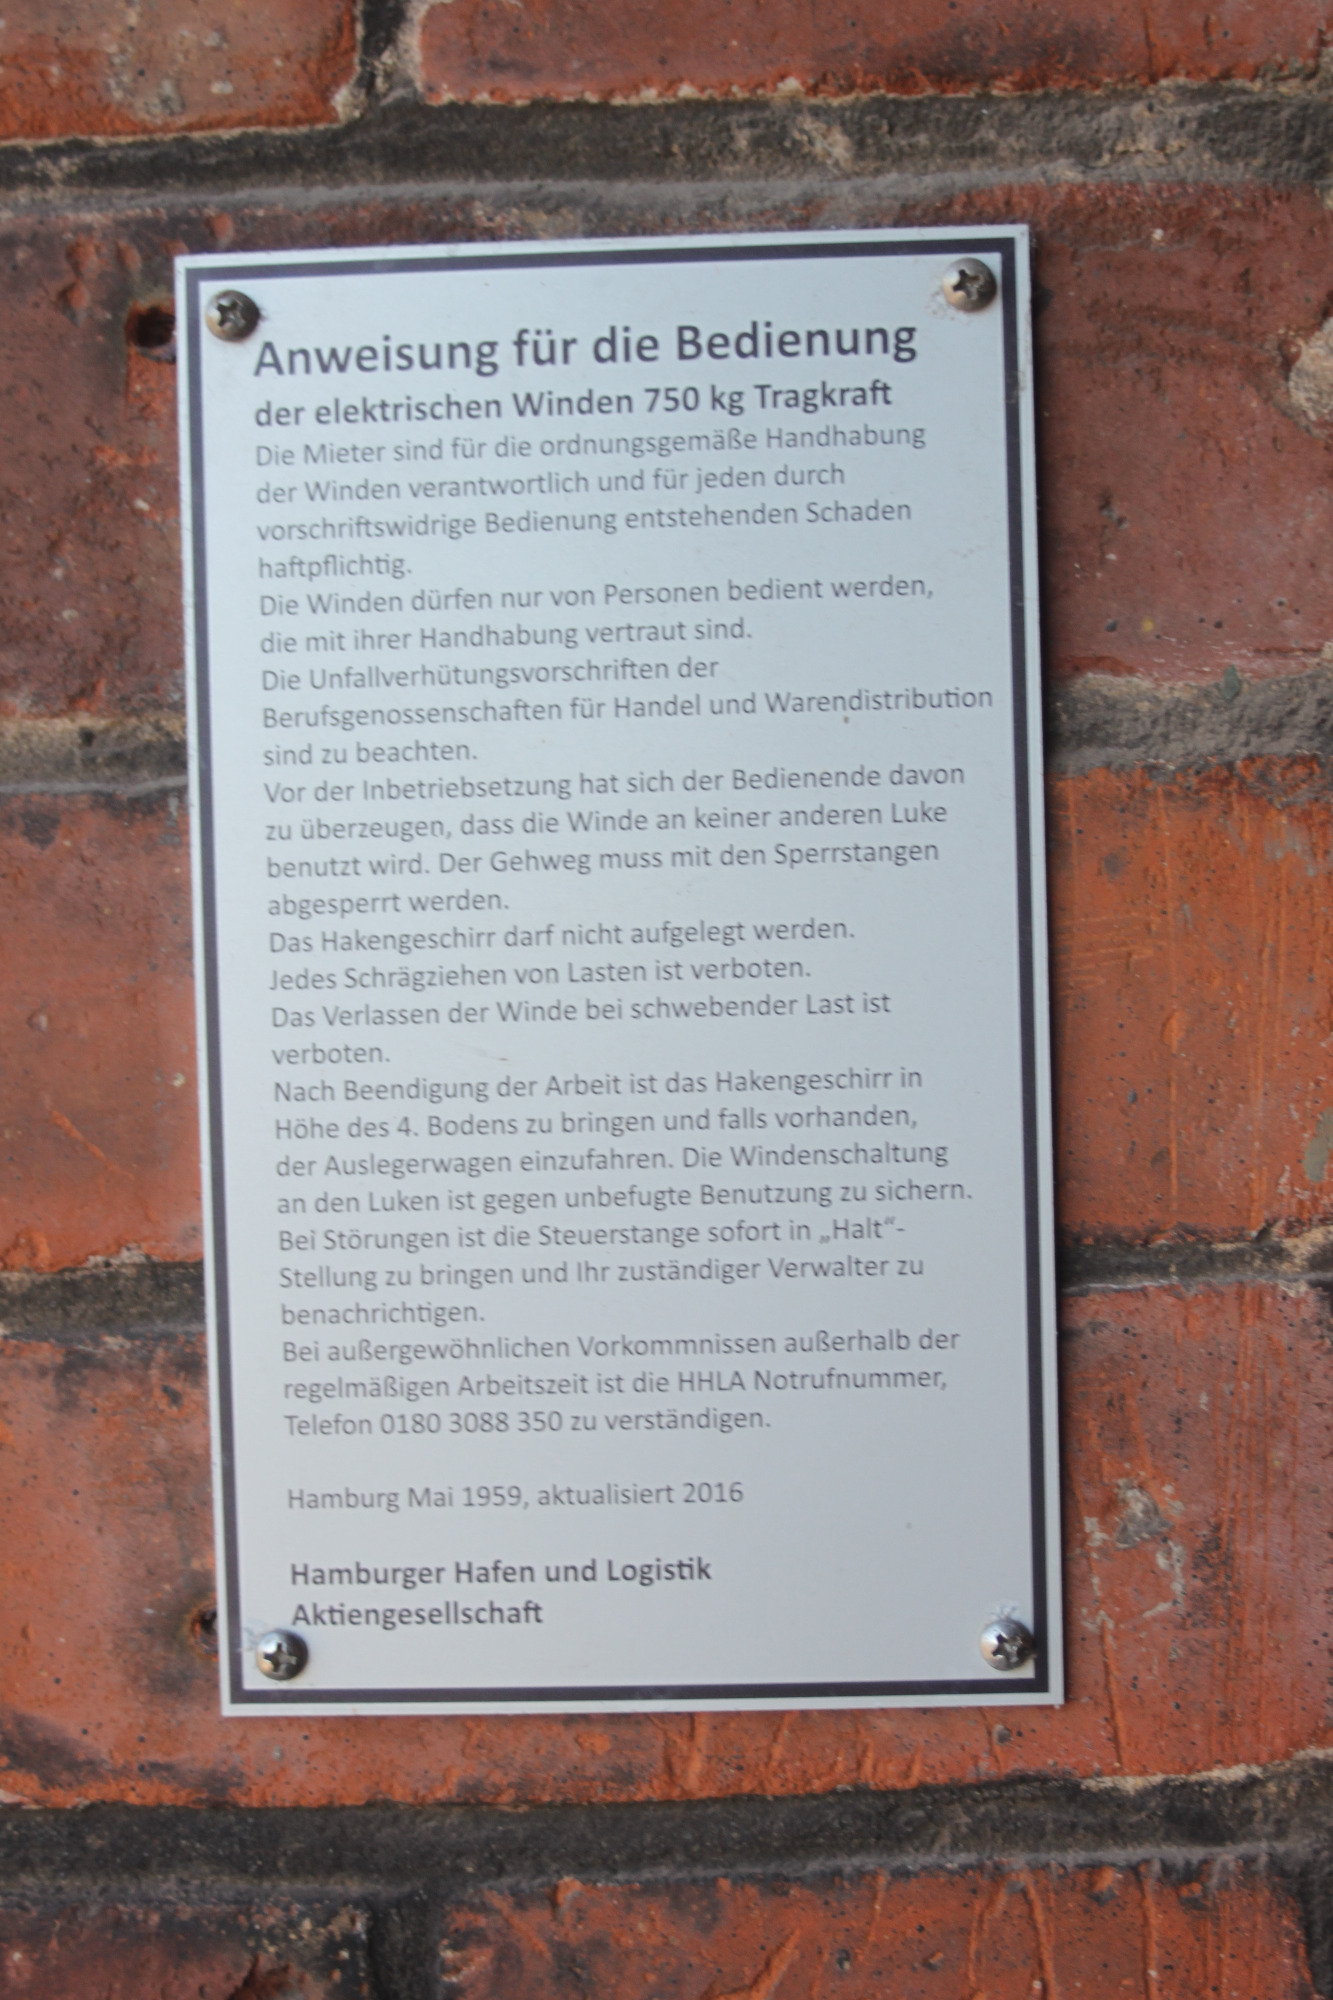 Anweisung für die Bedienung
der elektrischen Winden 750 kg Tragkraft
Die Mieter sind für die ordnungsgemäße Handhabung
der Winden verantwortlich und für jeden durch
vorschriftswidrige Bedienung entstehenden Schaden
haftpflichtig.
Die Winden dürfen nur von Personen bedient werden,
die mit ihrer Handhabung vertraut sind.
Die Unfallverhütungsvorschriften der
Berufsgenossenschaften für Handel und Warendistribution
sind zu beachten.
Vor der Inbetriebsetzung hat sich der Bedienende davon
zu überzeugen, dass die Winde an keiner anderen Luke
benutzt wird. Der Gehweg muss mit den Sperrstangen
abgesperrt werden.
Das Hakengeschirr darf nicht aufgelegt werden.
Jedes Schrägziehen von Lasten ist verboten.
Das Verlassen der Winde bei schwebender Last ist
verboten.
Nach Beendigung der Arbeit ist das Hakengeschirr in
Höhe des 4. Bodens zu bringen und falls vorhanden,
der Auslegerwagen einzufahren. Die Windenschaltung
an den Luken ist gegen unbefugte Benutzung zu sichern.
Bei Störungen ist die Steuerstange sofort in „Halt“-
Stellung zu bringen und Ihr zuständiger Verwalter zu
benachrichtigen.
Bei außergewöhnlichen Vorkommnissen außerhalb der
regelmäßigen Arbeitszeit ist die HHLA Notrufnummer,
Telefon 0180 3088 350 zu verständigen.
Hamburg Mai 1959, aktualisiert 2016
Hamburger Hafen und Logistik
Aktiengesellschaft